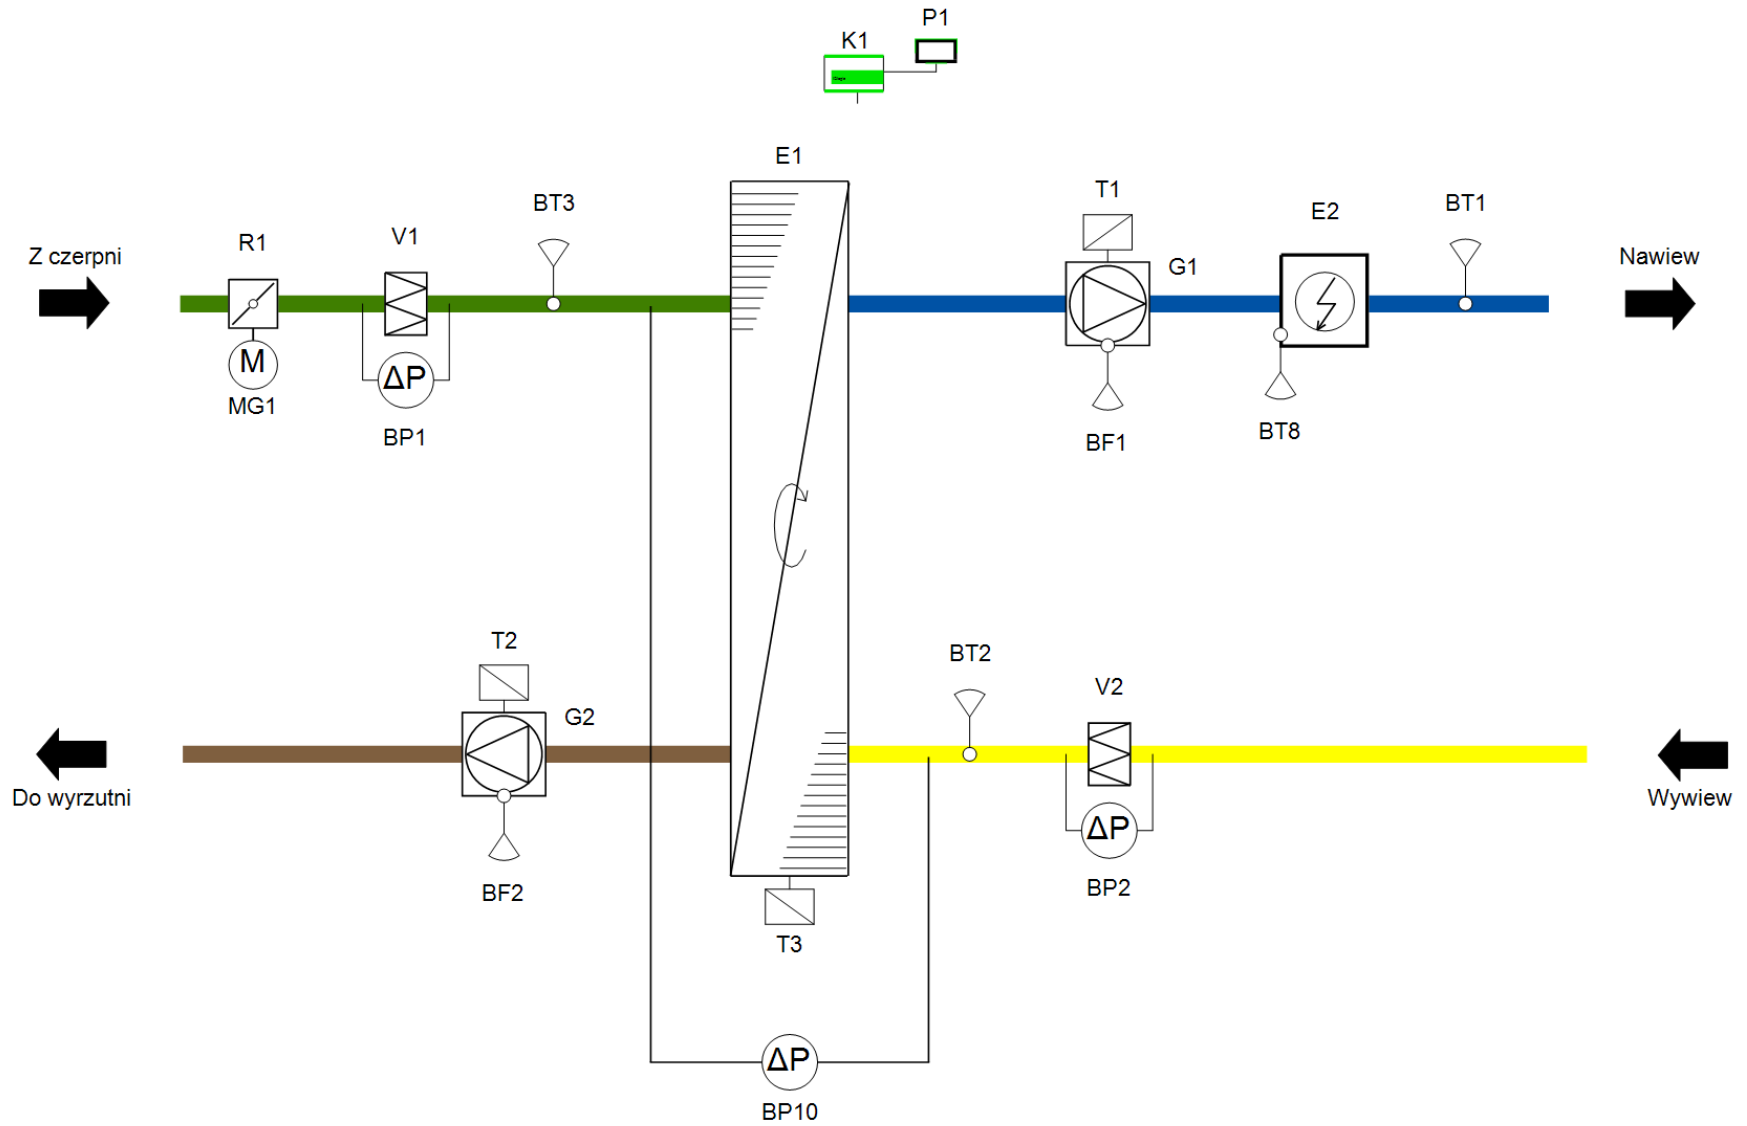 P1
K1
E1
T1
BT3
BT1
E2
V1
R1
Z czerpni
Nawiew
G1
M
ΔP
MG1
BP1
BF1
BT8
T2
BT2
V2
G2
Do wyrzutni
Wywiew
ΔP
BP2
BF2
T3
ΔP
BP10